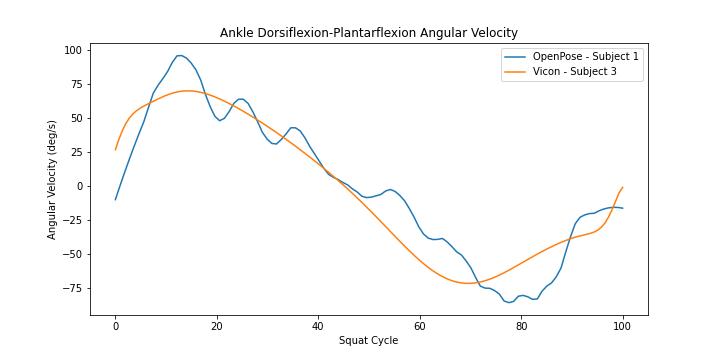 Ankle Dorsiflexion-Plantarflexion Angular Velocity
OpenPose - Subject 1
Vicon - Subject 3
100
75
50
25
0
−25
−50
−75
Angular Velocity (deg/s)
0 20 40 60 80 100
Squat Cycle